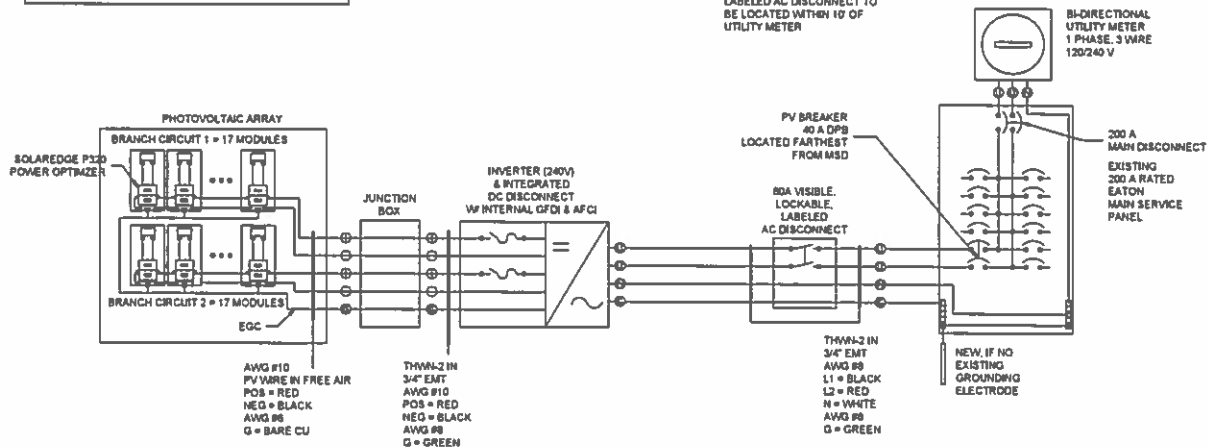 LABELED AC DISCONNECT TO
BE LOCATED WITHIN 10' OF
UTILITY METER
BI-DIRECTIONAL
UTILITY METER
1 PHASE, 3 WIRE
120/240 V
PHOTOVOLTAIC ARRAY
BRANCH CIRCUIT 1 = 17 MODULES
SOLAREDGE P320
POWER OPTIMZER
JUNCTION
BOX
INVERTER (240V)
& INTEGRATED
DC DISCONNECT
W/ INTERNAL GFDI & AFCI
60A VISIBLE,
LOCKABLE,
LABELED
AC DISCONNECT
PV BREAKER
40 A DPB
LOCATED FARTHEST
FROM MSD
200 A
MAIN DISCONNECT
EXISTING
200 A RATED
EATON
MAIN SERVICE
PANEL
BRANCH CIRCUIT 2 = 17 MODULES
EGC
AWG #10
PV WIRE IN FREE AIR
POS = RED
NEG = BLACK
AWG #6
G = BARE CU
THWN-2 IN
3/4" EMT
AWG #10
POS = RED
NEG = BLACK
AWG #8
G = GREEN
THWN-2 IN
3/4" EMT
AWG #8
L1 = BLACK
L2 = RED
N = WHITE
AWG #8
G = GREEN
NEW, IF NO
EXISTING
GROUNDING
ELECTRODE